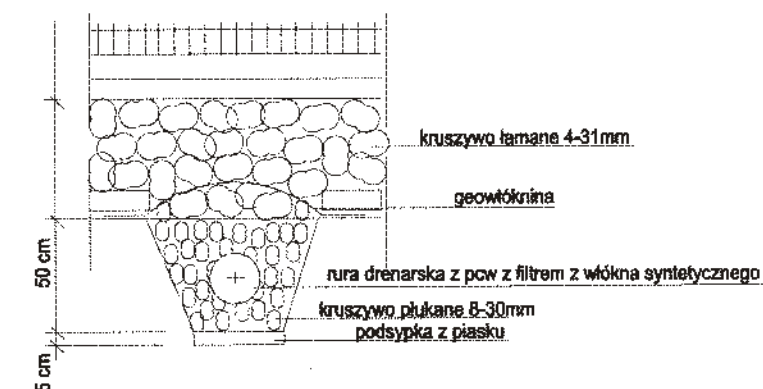 kruszywo łamane 4-31mm
geowłóknina
50 cm
rura drenarska z pcw z filtrem z włókna syntetycznego
kruszywo płukane 8-30mm
podsypka z piasku
5 cm